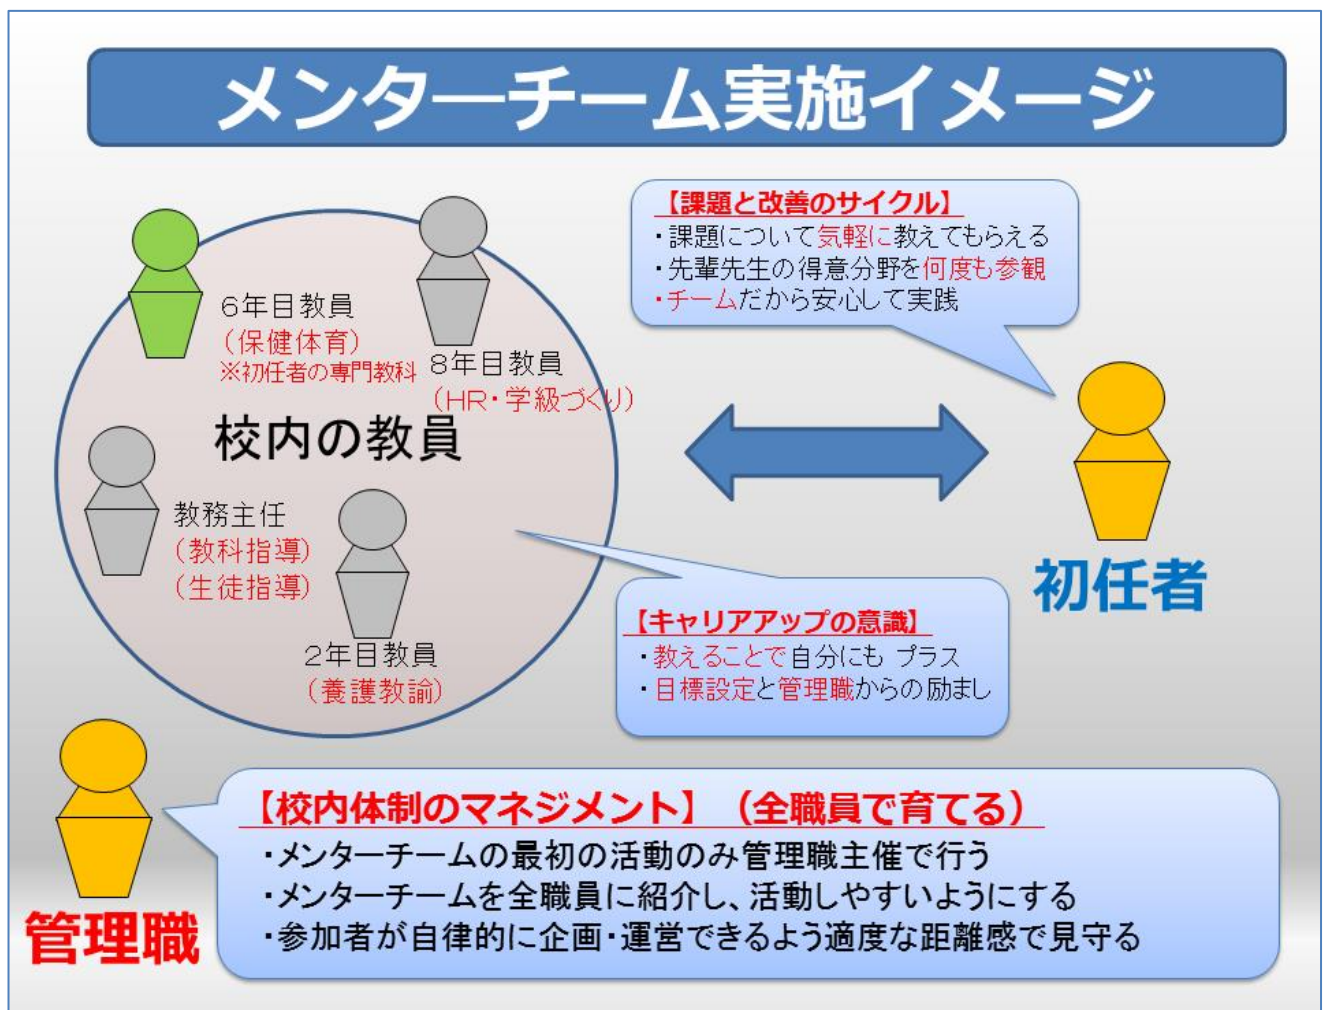 メンターチーム実施イメージ
【課題と改善のサイクル】
・課題について気軽に教えてもらえる
・先輩先生の得意分野を何度も参観
・チームだから安心して実践
6年目教員
(保健体育)
※初任者の専門教科
8年目教員
(HR・学級づくり)
校内の教員
教務主任
(教科指導)
(生徒指導)
2年目教員
(養護教諭)
初任者
【キャリアアップの意識】
・教えることで自分にも プラス
・目標設定と管理職からの励まし
管理職
【校内体制のマネジメント】(全職員で育てる)
・メンターチームの最初の活動のみ管理職主催で行う
・メンターチームを全職員に紹介し、活動しやすいようにする
・参加者が自律的に企画・運営できるよう適度な距離感で見守る